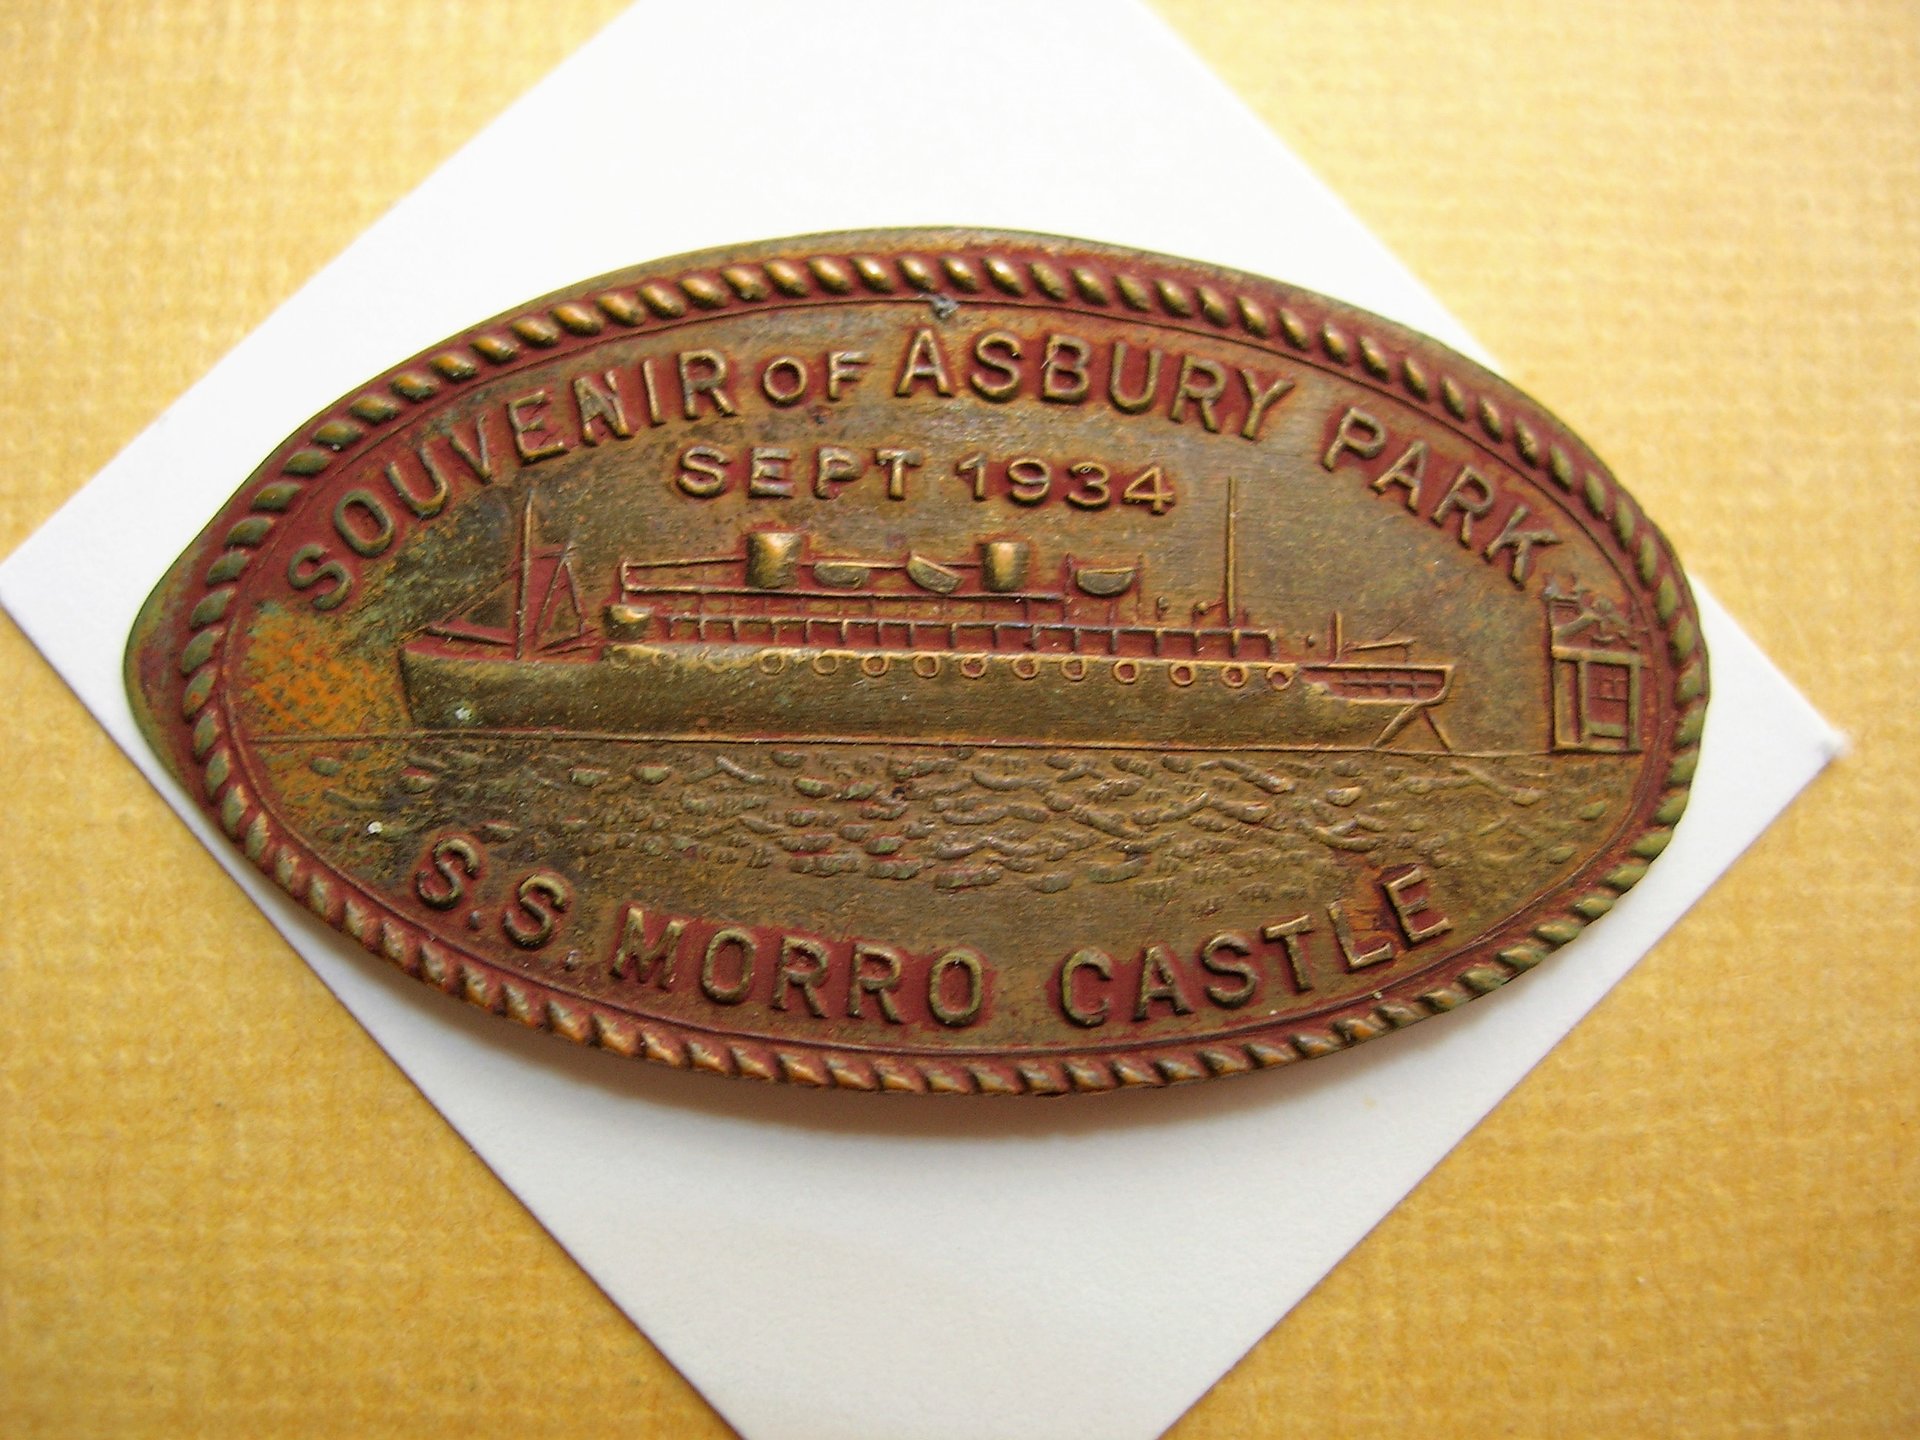 SOUVENIR OF ASBURY PARK
SEPT 1934
S.S. MORRO CASTLE